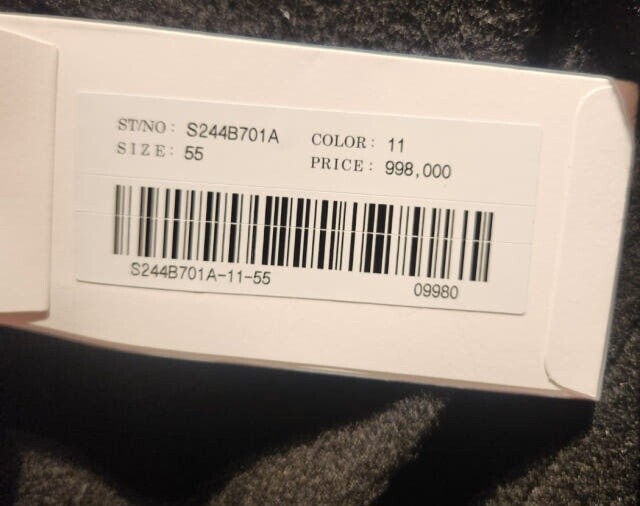 ST/NO: S244B701A COLOR: 11
SIZE: 55 PRICE: 998,000
S244B701A-11-55 09980